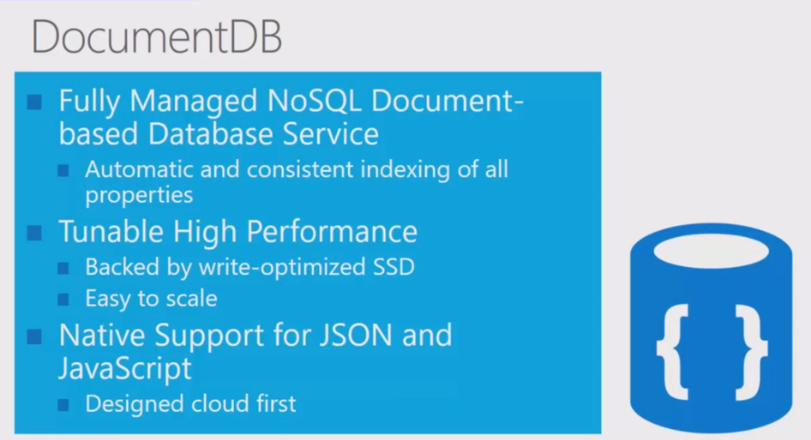 DocumentDB
Fully Managed NoSQL Document-
based Database Service
Automatic and consistent indexing of all
properties
Tunable High Performance
Backed by write-optimized SSD
Easy to scale
Native Support for JSON and
JavaScript
Designed cloud first
{ }